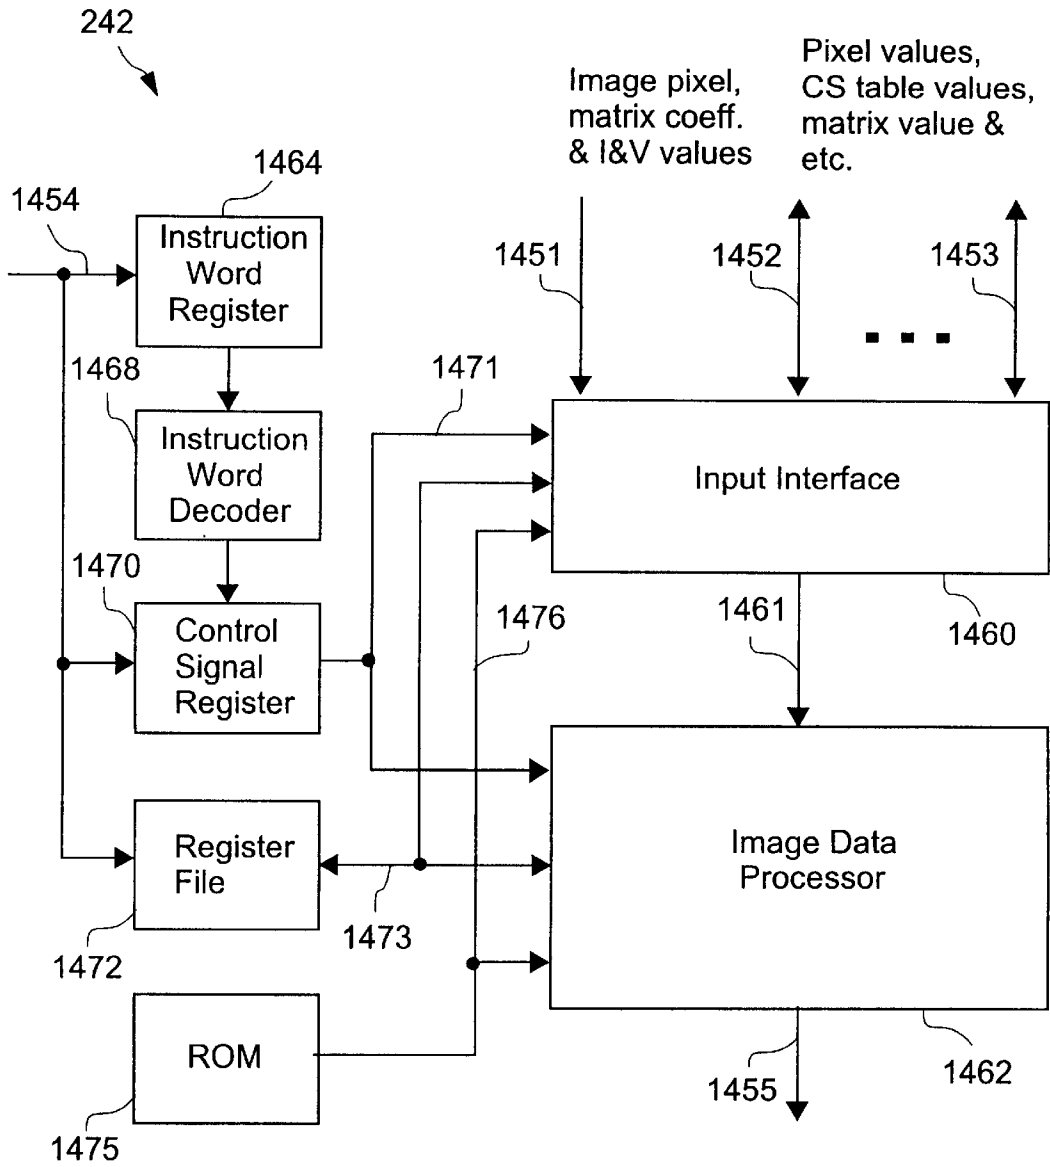 242
Image pixel,
matrix coeff.
& I&V values
Pixel values,
CS table values,
matrix value &
etc.
1464
1454
Instruction
Word
Register
1451
1452
1453
1468
1471
Instruction
Word
Decoder
Input Interface
1470
1476
1461
1460
Control
Signal
Register
Register
File
Image Data
Processor
1473
1472
ROM
1455
1462
1475